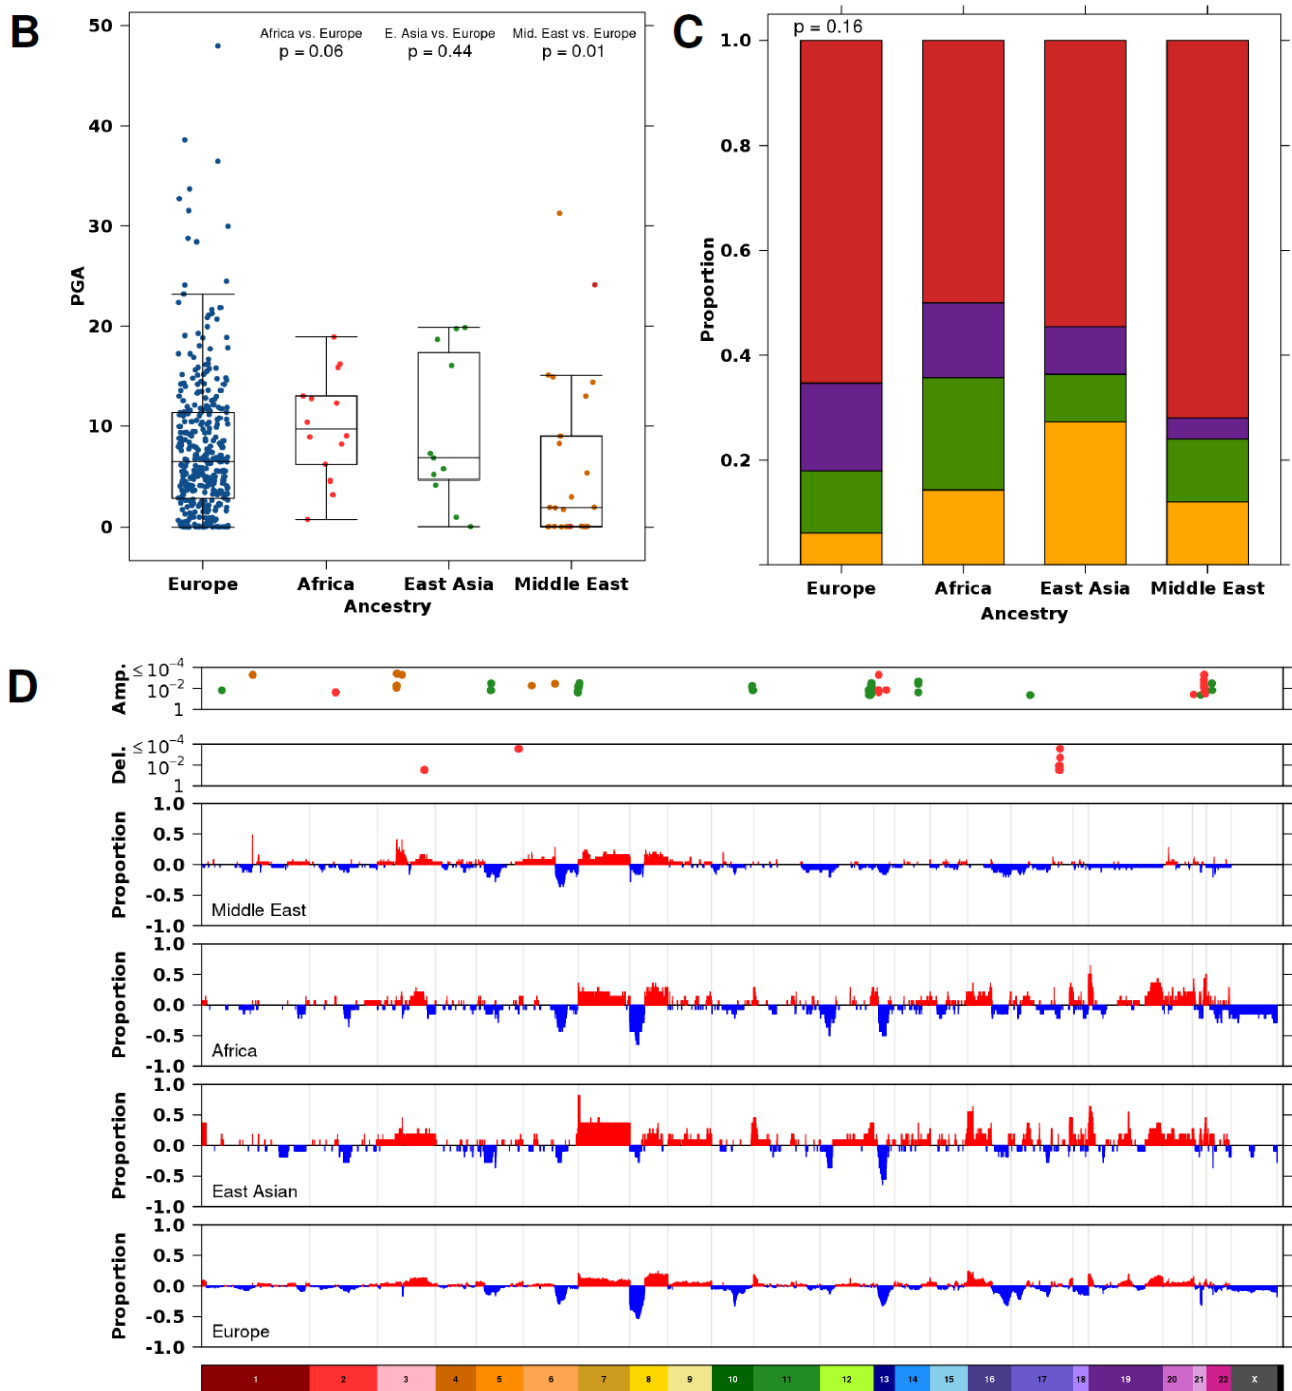 B
50
40
30
20
10
0
PGA
Africa vs. Europe
p = 0.06
E. Asia vs. Europe
p = 0.44
Mid. East vs. Europe
p = 0.01
Europe
Africa
East Asia
Middle East
Ancestry
C
p = 0.16
1.0
0.8
0.6
0.4
0.2
Proportion
Europe
Africa
East Asia
Middle East
Ancestry
D
Amp.
≤10⁻⁴
10⁻²
1
Del.
≤10⁻⁴
10⁻²
1
Proportion
1.0
0.5
0.0
-0.5
-1.0
Middle East
Proportion
1.0
0.5
0.0
-0.5
-1.0
Africa
Proportion
1.0
0.5
0.0
-0.5
-1.0
East Asian
Proportion
1.0
0.5
0.0
-0.5
-1.0
Europe
1 2 3 4 5 6 7 8 9 10 11 12 13 14 15 16 17 18 19 20 21 22 X